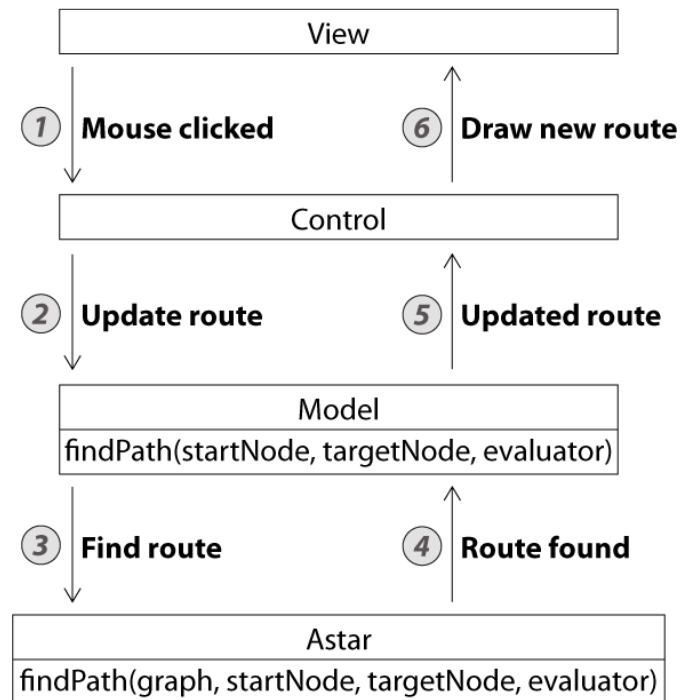 View
1 Mouse clicked
6 Draw new route
Control
2 Update route
5 Updated route
Model
findPath(startNode, targetNode, evaluator)
3 Find route
4 Route found
Astar
findPath(graph, startNode, targetNode, evaluator)